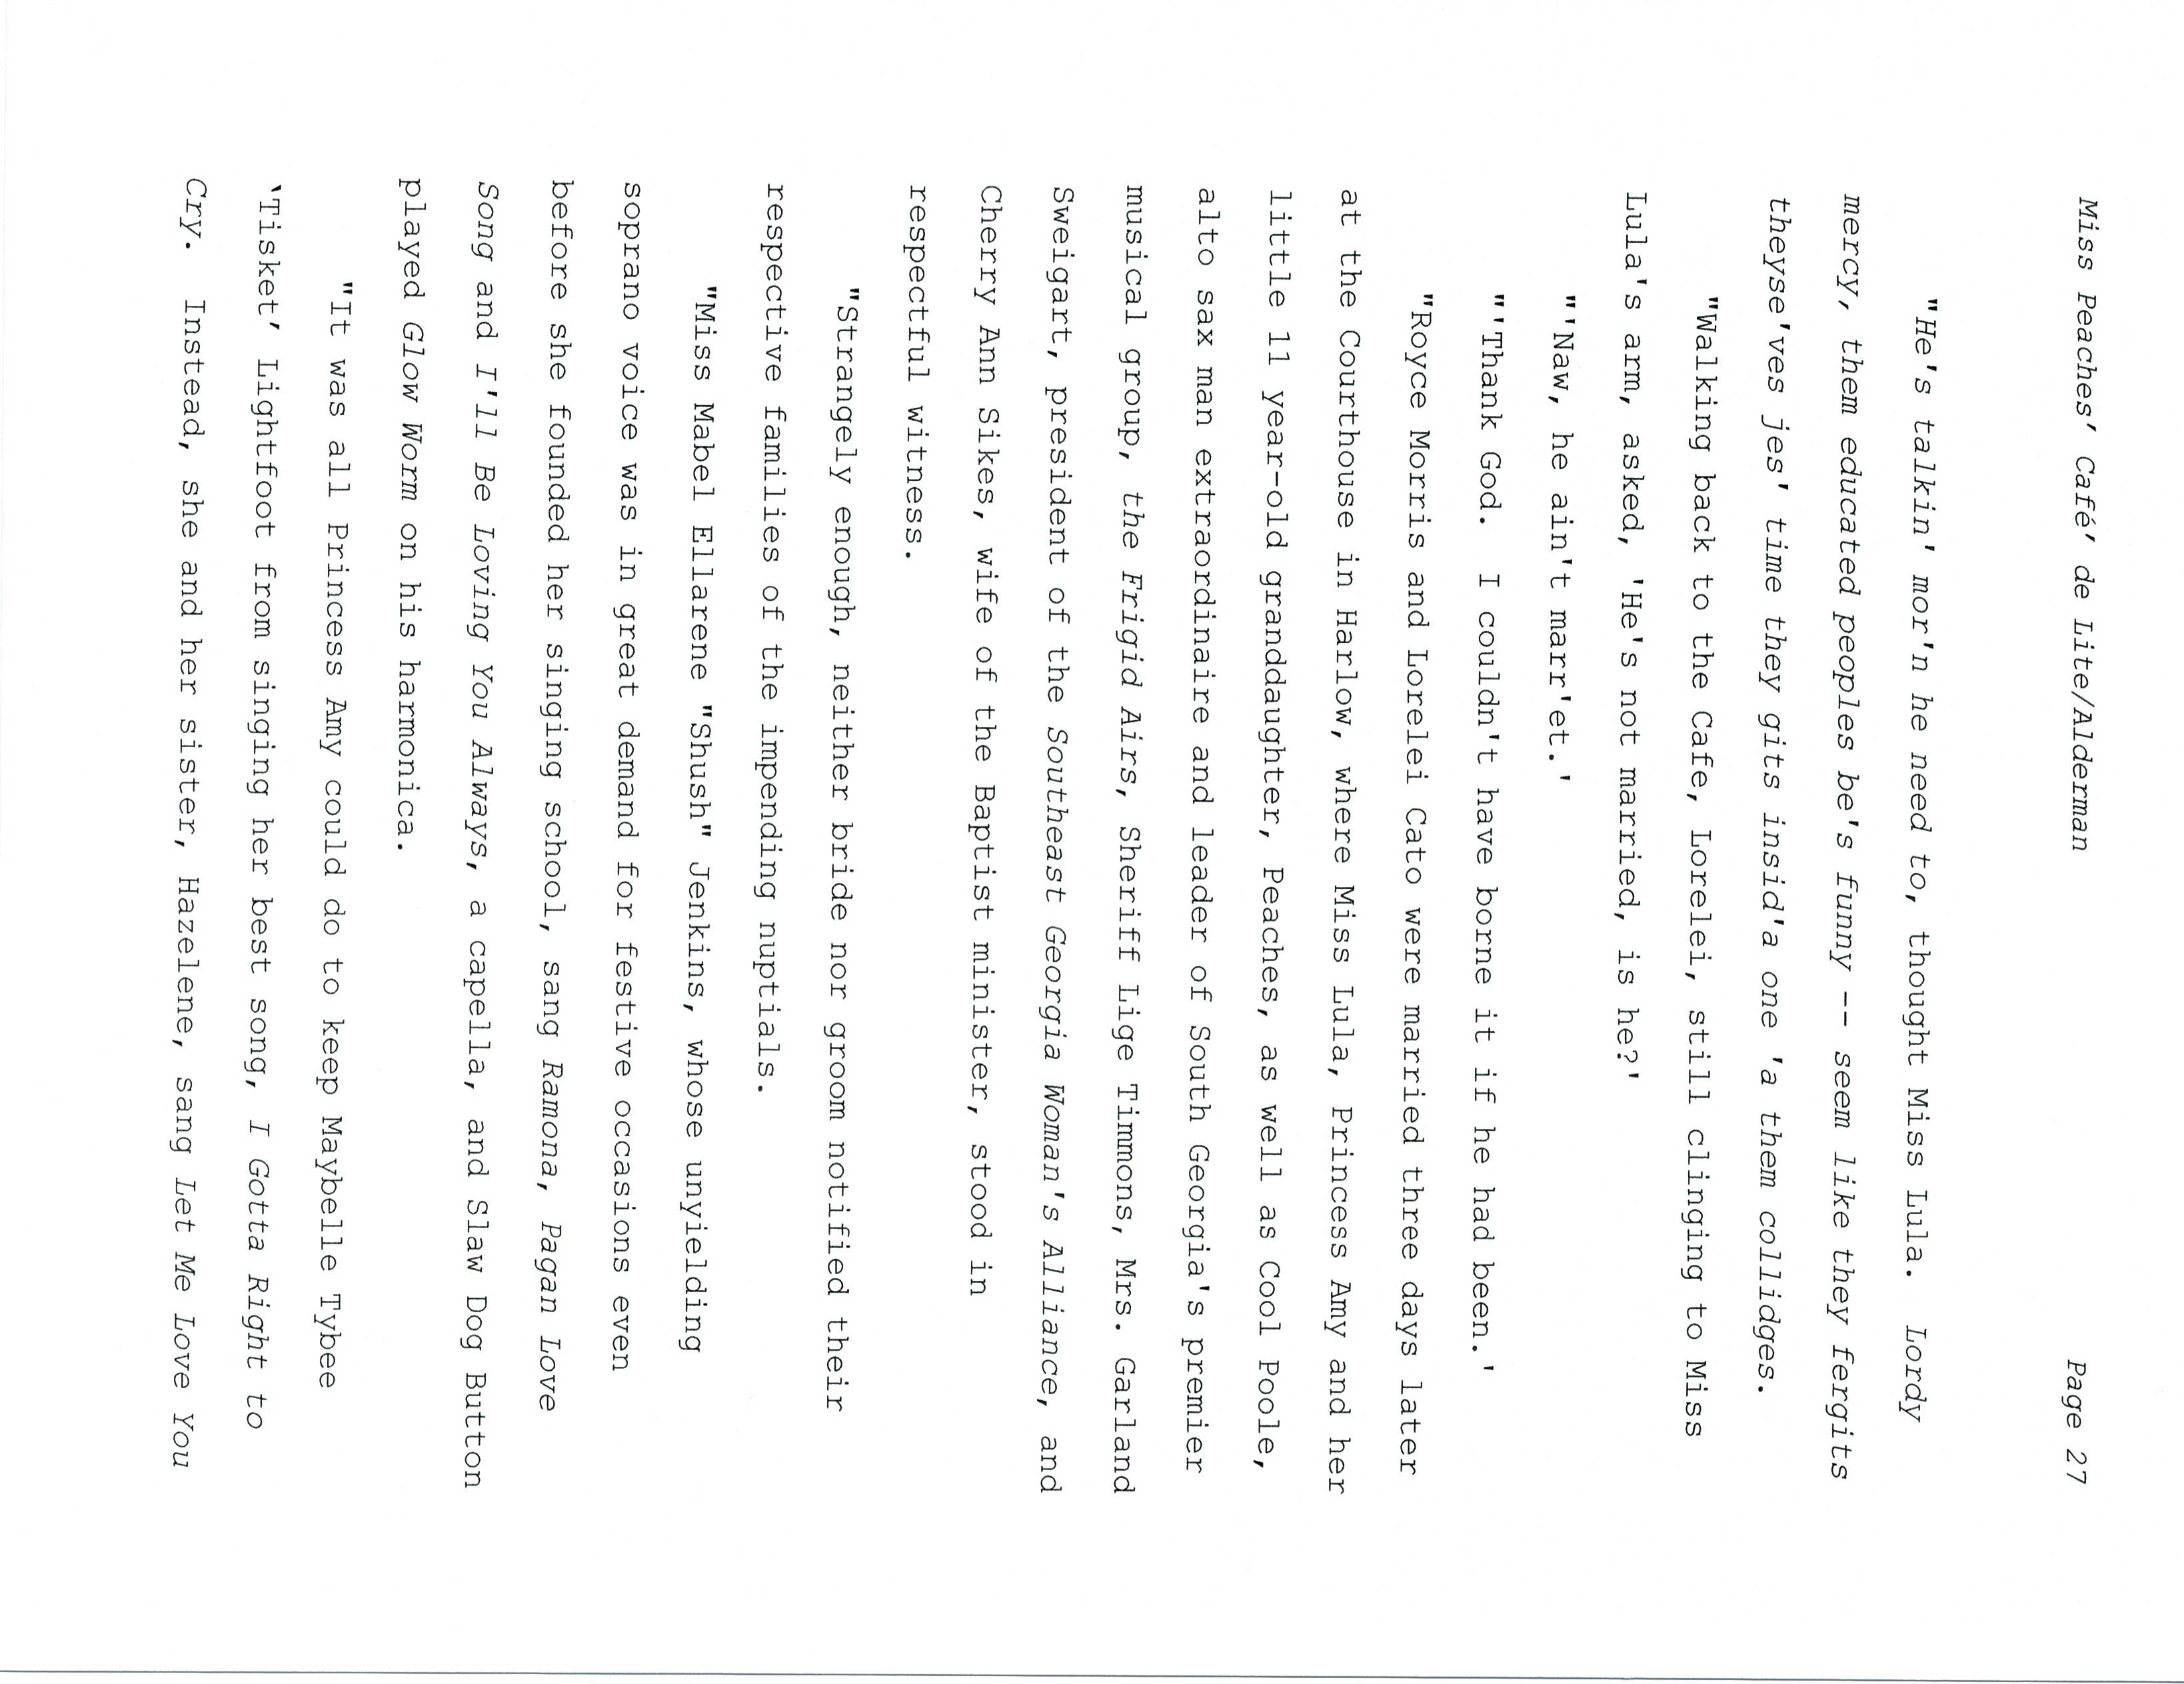 Miss Peaches’ Café’ de Lite/Alderman Page 27
"He's talkin' mor'n he need to, thought Miss Lula. Lordy
mercy, them educated peoples be's funny -- seem like they fergits
theyse'ves jes' time they gits insid'a one 'a them collidges.
"Walking back to the Cafe, Lorelei, still clinging to Miss
Lula's arm, asked, 'He's not married, is he?'
"'Naw, he ain't marr'et.'
"'Thank God. I couldn't have borne it if he had been.'
"Royce Morris and Lorelei Cato were married three days later
at the Courthouse in Harlow, where Miss Lula, Princess Amy and her
little 11 year-old granddaughter, Peaches, as well as Cool Poole,
alto sax man extraordinaire and leader of South Georgia's premier
musical group, the Frigid Airs, Sheriff Lige Timmons, Mrs. Garland
Sweigart, president of the Southeast Georgia Woman's Alliance, and
Cherry Ann Sikes, wife of the Baptist minister, stood in
respectful witness.
"Strangely enough, neither bride nor groom notified their
respective families of the impending nuptials.
"Miss Mabel Ellarene "Shush" Jenkins, whose unyielding
soprano voice was in great demand for festive occasions even
before she founded her singing school, sang Ramona, Pagan Love
Song and I'll Be Loving You Always, a capella, and Slaw Dog Button
played Glow Worm on his harmonica.
"It was all Princess Amy could do to keep Maybelle Tybee
‘Tisket’ Lightfoot from singing her best song, I Gotta Right to
Cry. Instead, she and her sister, Hazelene, sang Let Me Love You